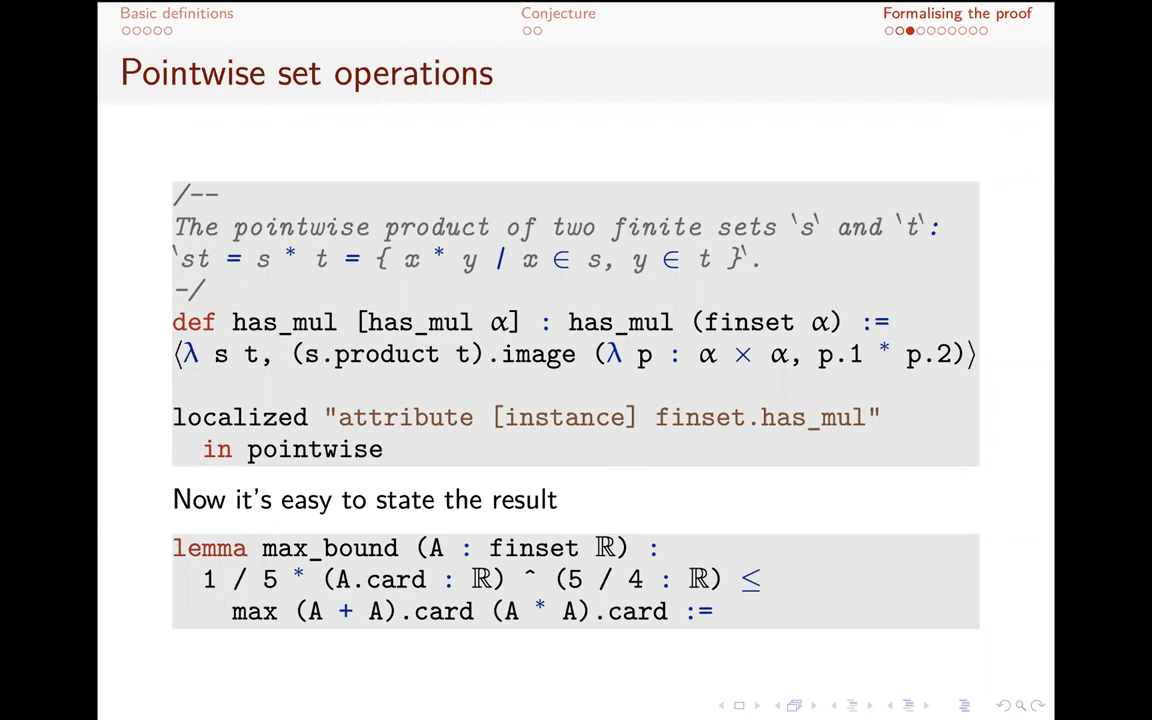 Basic definitions Conjecture Formalising the proof
Pointwise set operations
/--
The pointwise product of two finite sets `s` and `t`:
`st = s * t = { x * y | x ∈ s, y ∈ t }`.
-/
def has_mul [has_mul α] : has_mul (finset α) :=
⟨λ s t, (s.product t).image (λ p : α × α, p.1 * p.2)⟩
localized "attribute [instance] finset.has_mul"
in pointwise
Now it's easy to state the result
lemma max_bound (A : finset ℝ) :
1 / 5 * (A.card : ℝ) ^ (5 / 4 : ℝ) ≤
max (A + A).card (A * A).card :=